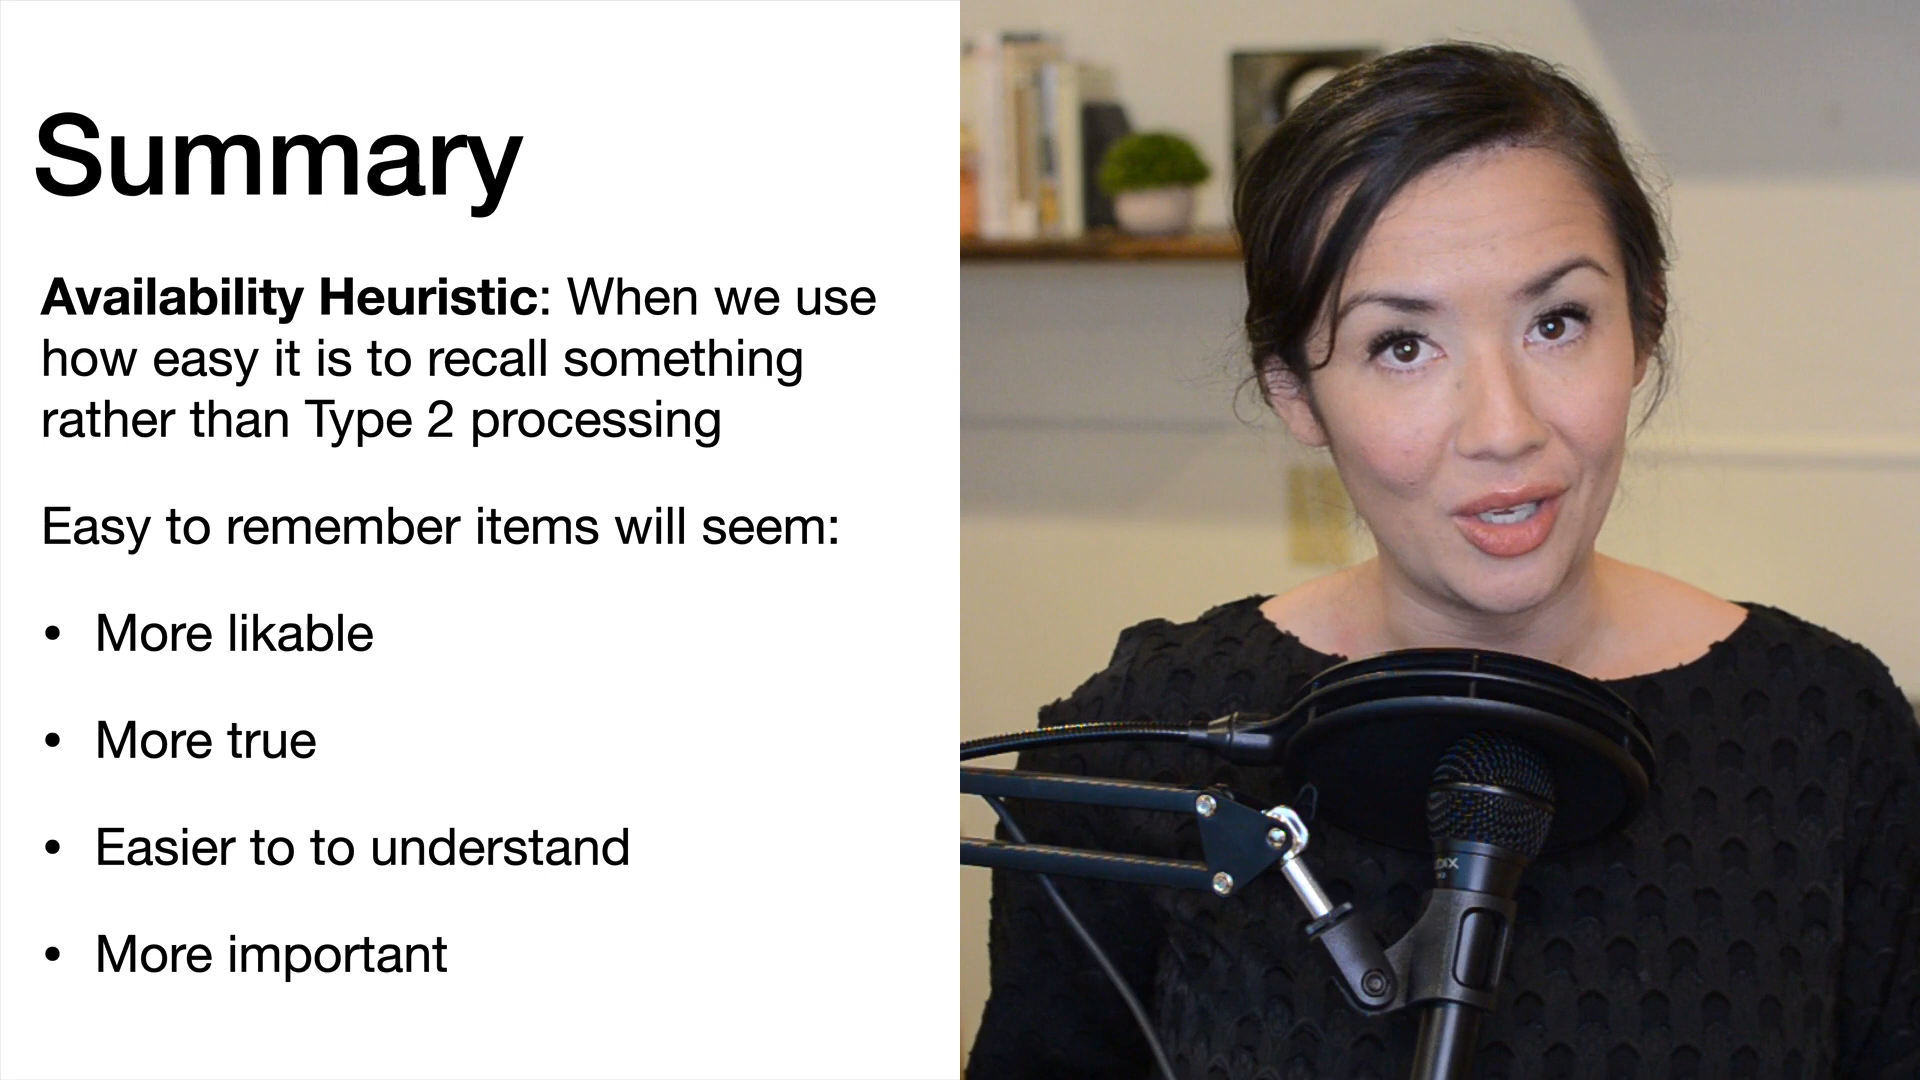 Summary
Availability Heuristic: When we use
how easy it is to recall something
rather than Type 2 processing
Easy to remember items will seem:
• More likable
• More true
• Easier to to understand
• More important